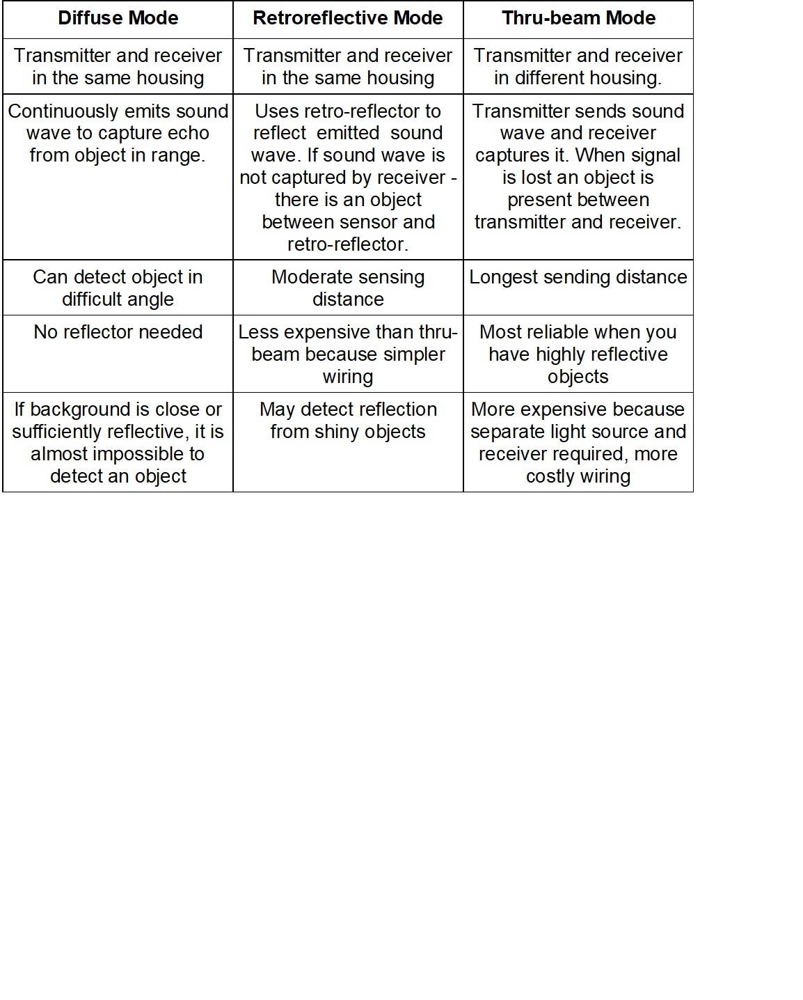 Diffuse Mode
Retroreflective Mode
Thru-beam Mode
Transmitter and receiver
in the same housing
Transmitter and receiver
in the same housing
Transmitter and receiver
in different housing.
Continuously emits sound
wave to capture echo
from object in range.
Uses retro-reflector to
reflect  emitted  sound
wave. If sound wave is
not captured by receiver -
there is an object
between sensor and
retro-reflector.
Transmitter sends sound
wave and receiver
captures it. When signal
is lost an object is
present between
transmitter and receiver.
Can detect object in
difficult angle
Moderate sensing
distance
Longest sending distance
No reflector needed
Less expensive than thru-
beam because simpler
wiring
Most reliable when you
have highly reflective
objects
If background is close or
sufficiently reflective, it is
almost impossible to
detect an object
May detect reflection
from shiny objects
More expensive because
separate light source and
receiver required, more
costly wiring